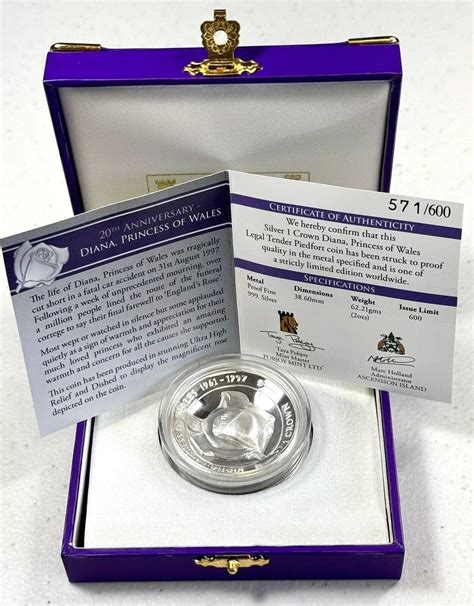 20TH ANNIVERSARY -
DIANA, PRINCESS OF WALES
The life of Diana, Princess of Wales was tragically
cut short in a fatal car accident on 31st August 1997.
Following a week of unprecedented mourning, over
a million people lined the route of the funeral
cortege to say their final farewell to "England's Rose".
Most wept or watched in silence but some applauded
quietly as a sign of warmth and appreciation for their
much loved princess who exhibited an amazing
warmth and concern for all the causes she supported.
This coin has been produced in stunning Ultra High
Relief and Dished to display the magnificent rose
depicted on the coin.
571/600
CERTIFICATE OF AUTHENTICITY
We hereby confirm that this
Silver 1 Crown Diana, Princess of Wales
Legal Tender Piedfort coin has been struck to proof
quality in the metal specified and is one of
a strictly limited edition worldwide.
SPECIFICATIONS
Metal Dimensions Weight Issue Limit
Proof Fine 38.60mm 62.21gms 600
.999 Silver (2ozs)
Taya Pobjoy
Mint Master
POBJOY MINT LTD
Marc Holland
Administrator
ASCENSION ISLAND
DIANA PRINCESS OF WALES 1961 - 1997
1 CROWN